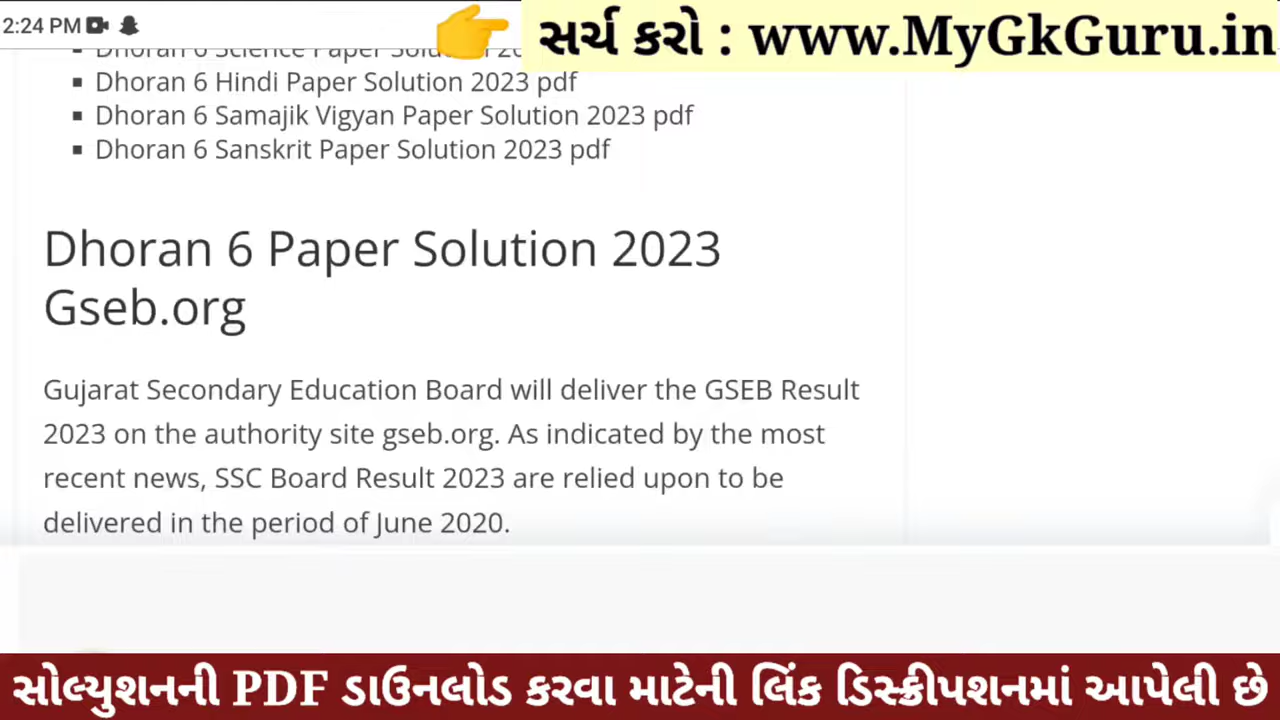 2:24 PM
👉 સર્ચ કરો : www.MyGkGuru.in
Dhoran 6 Science Paper
▪ Dhoran 6 Hindi Paper Solution 2023 pdf
▪ Dhoran 6 Samajik Vigyan Paper Solution 2023 pdf
▪ Dhoran 6 Sanskrit Paper Solution 2023 pdf
Dhoran 6 Paper Solution 2023
Gseb.org
Gujarat Secondary Education Board will deliver the GSEB Result
2023 on the authority site gseb.org. As indicated by the most
recent news, SSC Board Result 2023 are relied upon to be
delivered in the period of June 2020.
સોલ્યુશનની PDF ડાઉનલોડ કરવા માટેની લિંક ડિસ્ક્રીપશનમાં આપેલી છે